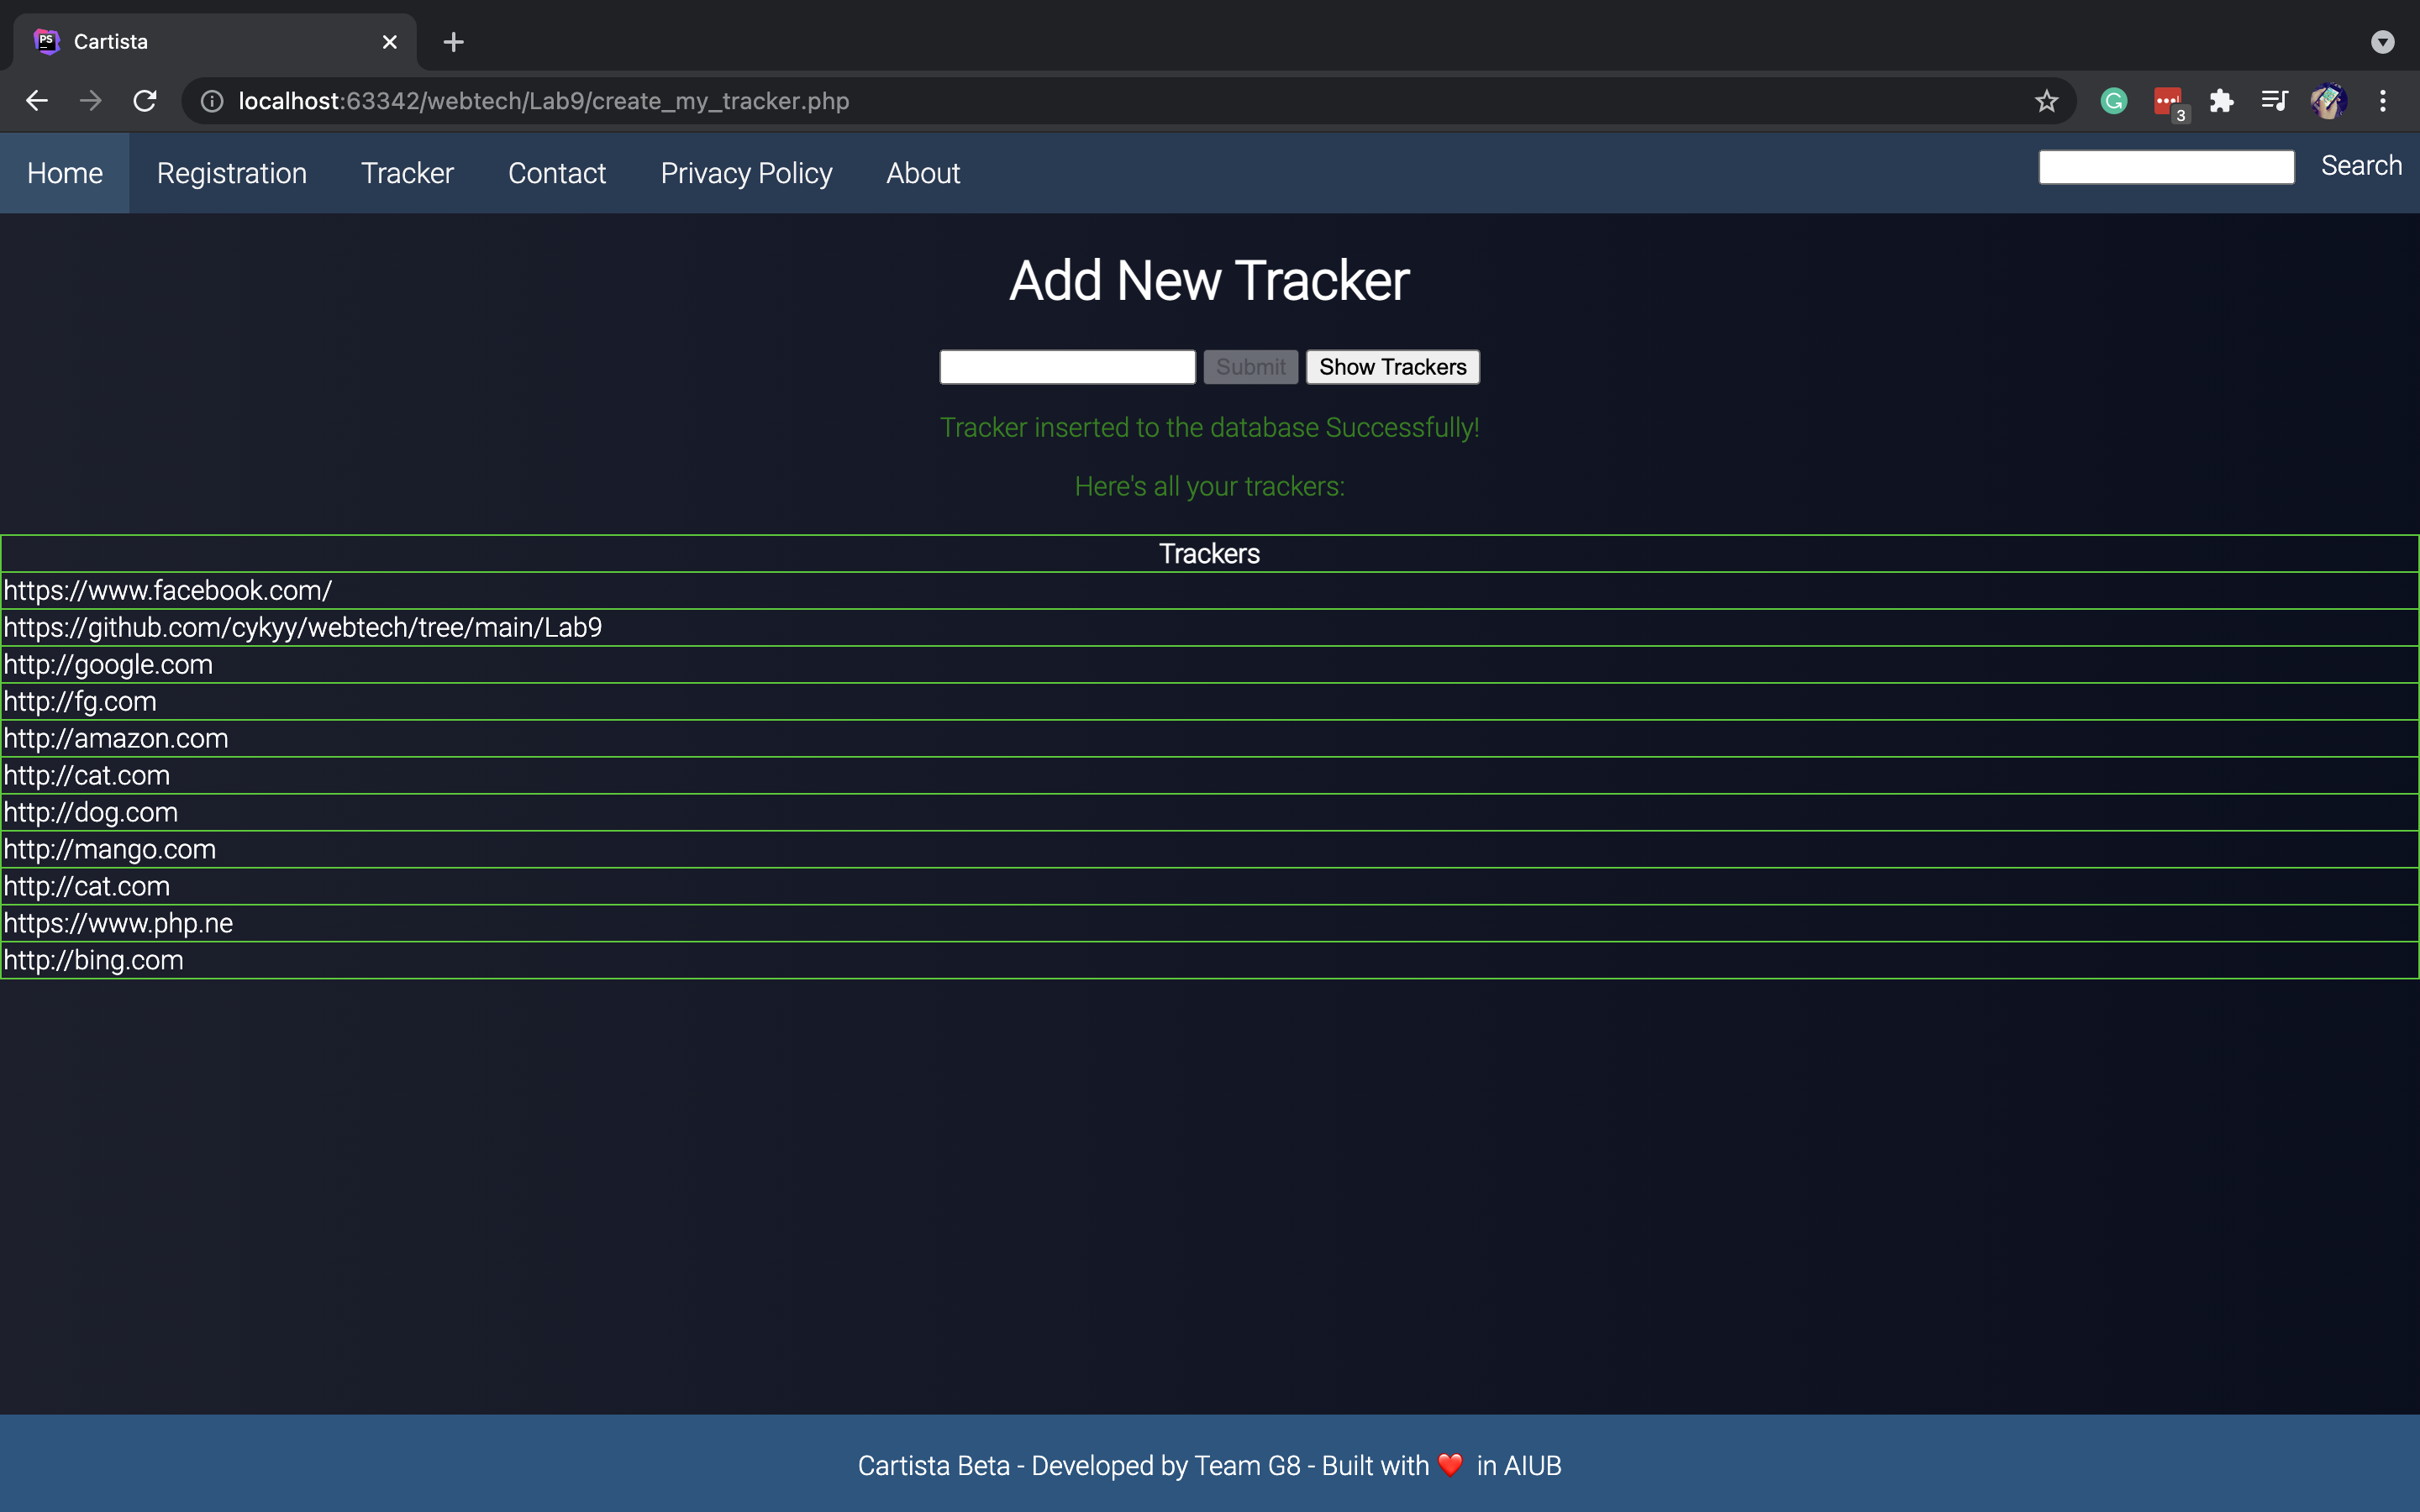 PS Cartista
localhost:63342/webtech/Lab9/create_my_tracker.php
3
Home Registration Tracker Contact Privacy Policy About Search
Add New Tracker
Submit Show Trackers
Tracker inserted to the database Successfully!
Here's all your trackers:
Trackers
https://www.facebook.com/
https://github.com/cykyy/webtech/tree/main/Lab9
http://google.com
http://fg.com
http://amazon.com
http://cat.com
http://dog.com
http://mango.com
http://cat.com
https://www.php.ne
http://bing.com
Cartista Beta - Developed by Team G8 - Built with ❤️ in AIUB